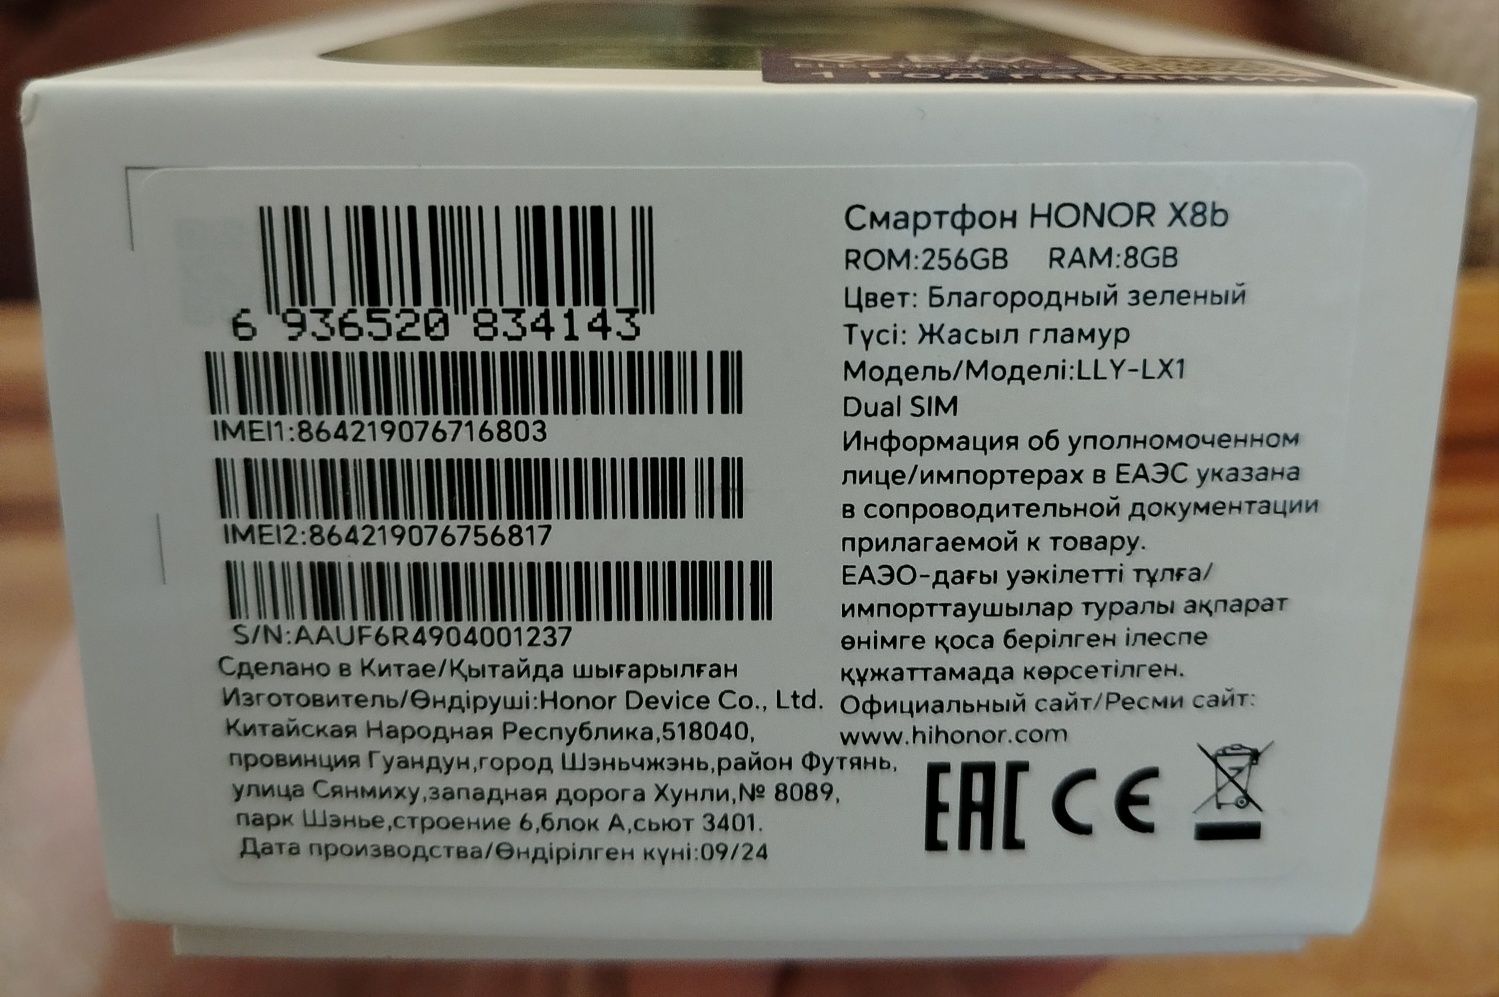 1 год гарантии
6 936520 834143
IMEI1:864219076716803
IMEI2:864219076756817
S/N:AAUF6R4904001237
Сделано в Китае/Қытайда шығарылған
Изготовитель/Өндіруші:Honor Device Co., Ltd.
Китайская Народная Республика,518040,
провинция Гуандун,город Шэньчжэнь,район Футянь,
улица Сянмиху,западная дорога Хунли,№ 8089,
парк Шэнье,строение 6,блок А,сьют 3401.
Дата производства/Өндірілген күні:09/24
Смартфон HONOR X8b
ROM:256GB RAM:8GB
Цвет: Благородный зеленый
Түсі: Жасыл гламур
Модель/Моделі:LLY-LX1
Dual SIM
Информация об уполномоченном
лице/импортерах в ЕАЭС указана
в сопроводительной документации
прилагаемой к товару.
ЕАЭО-дағы уәкілетті тұлға/
импорттаушылар туралы ақпарат
өнімге қоса берілген ілеспе
құжаттамада көрсетілген.
Официальный сайт/Ресми сайт:
www.hihonor.com
EAC CE